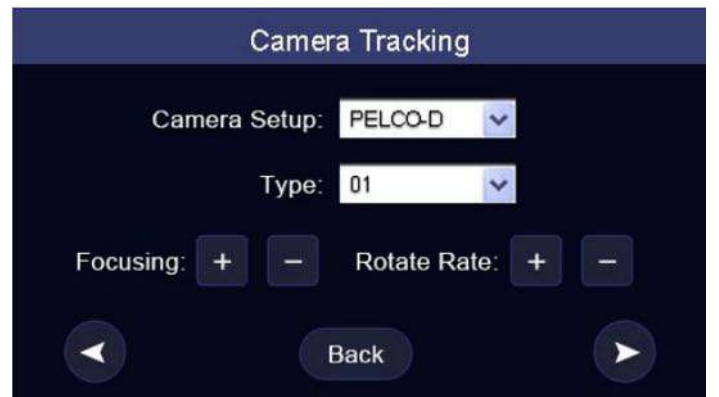 Camera Tracking
Camera Setup: PELCO-D
Type: 01
Focusing: + − Rotate Rate: + −
Back